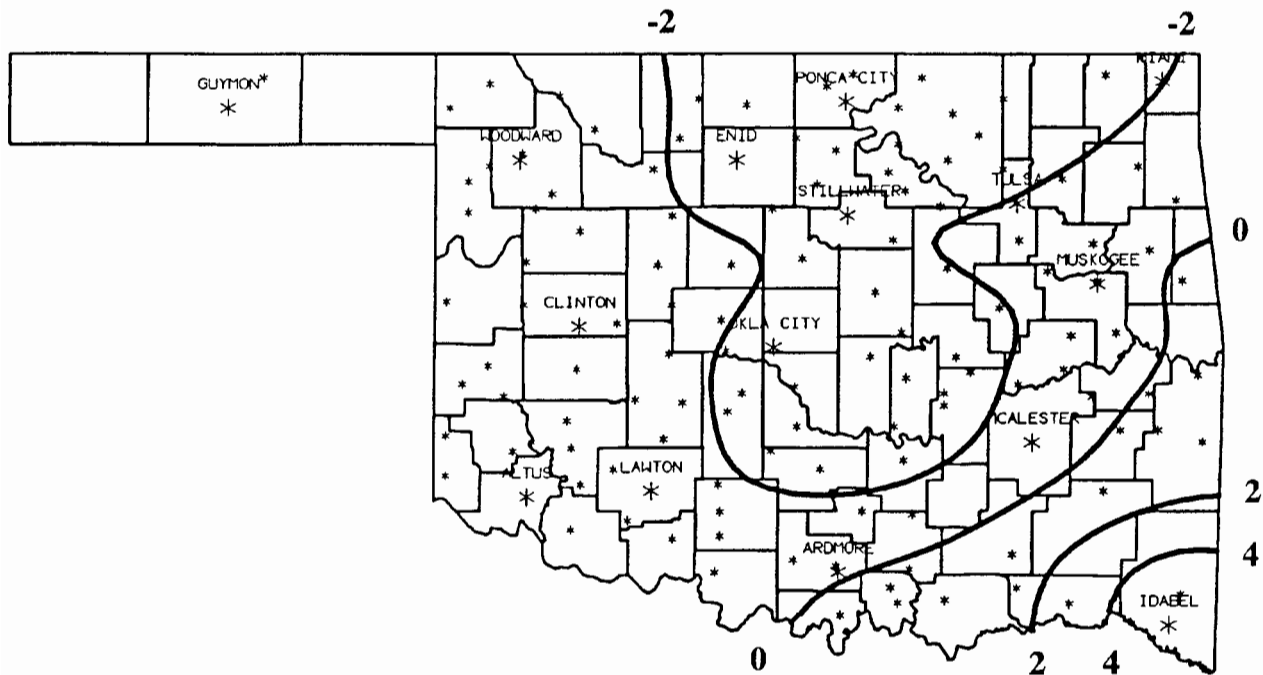 -2 -2
GUYMON
PONCA CITY
MIAMI
WOODWARD
ENID
TULSA
STILLWATER
0
MUSKOGEE
CLINTON
OKLA CITY
MCALESTER
ALTUS
LAWTON
2
ARDMORE
4
IDABEL
0 2 4